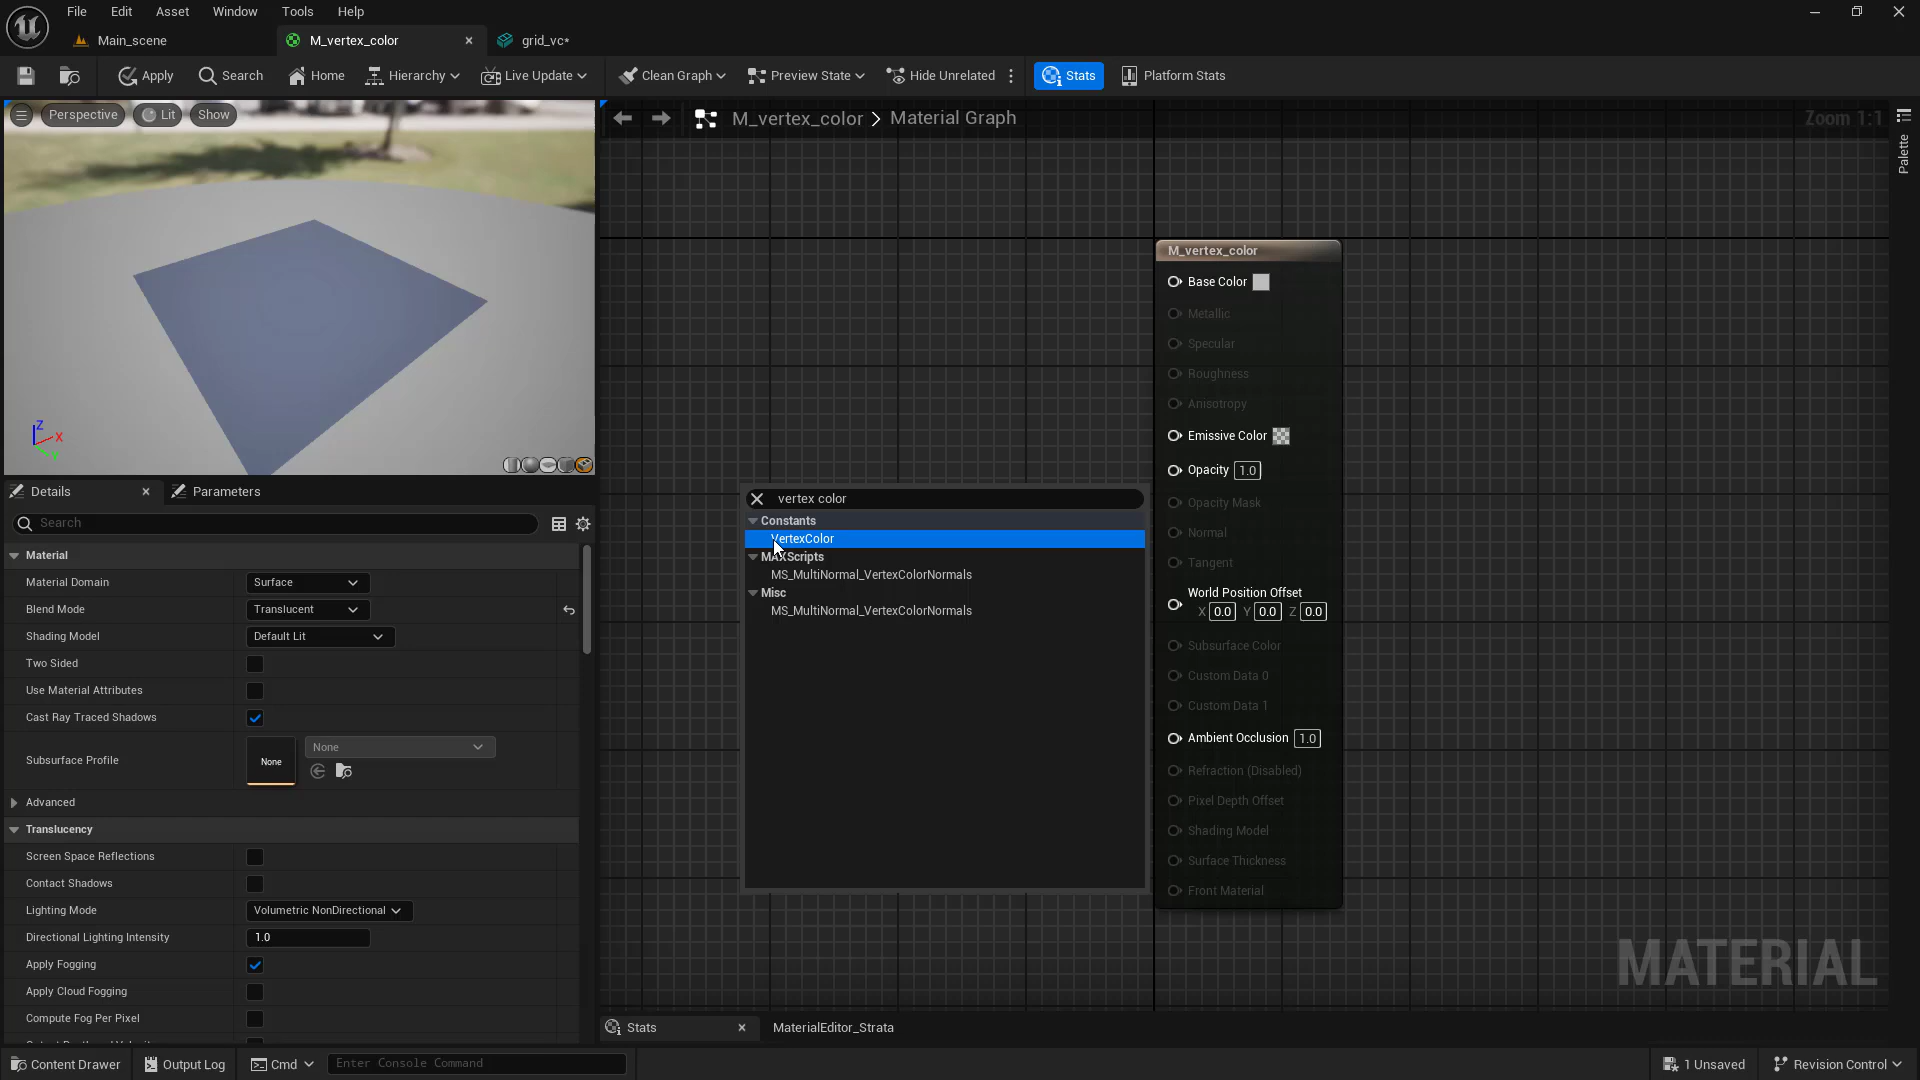 File Edit Asset Window Tools Help
Main_scene M_vertex_color grid_vc*
Apply Search Home Hierarchy Live Update Clean Graph Preview State Hide Unrelated Stats Platform Stats
Perspective Lit Show
M_vertex_color > Material Graph
Zoom 1:1
Palette
M_vertex_color
Base Color
Metallic
Specular
Roughness
Anisotropy
Emissive Color
Opacity 1.0
Opacity Mask
Normal
Tangent
World Position Offset
X 0.0 Y 0.0 Z 0.0
Subsurface Color
Custom Data 0
Custom Data 1
Ambient Occlusion 1.0
Refraction (Disabled)
Pixel Depth Offset
Shading Model
Surface Thickness
Front Material
vertex color
Constants
VertexColor
MAXScripts
MS_MultiNormal_VertexColorNormals
Misc
MS_MultiNormal_VertexColorNormals
Z
X
Y
Details Parameters
Search
Material
Material Domain Surface
Blend Mode Translucent
Shading Model Default Lit
Two Sided
Use Material Attributes
Cast Ray Traced Shadows
Subsurface Profile None None
Advanced
Translucency
Screen Space Reflections
Contact Shadows
Lighting Mode Volumetric NonDirectional
Directional Lighting Intensity 1.0
Apply Fogging
Apply Cloud Fogging
Compute Fog Per Pixel
MATERIAL
Stats MaterialEditor_Strata
Content Drawer Output Log Cmd Enter Console Command 1 Unsaved Revision Control